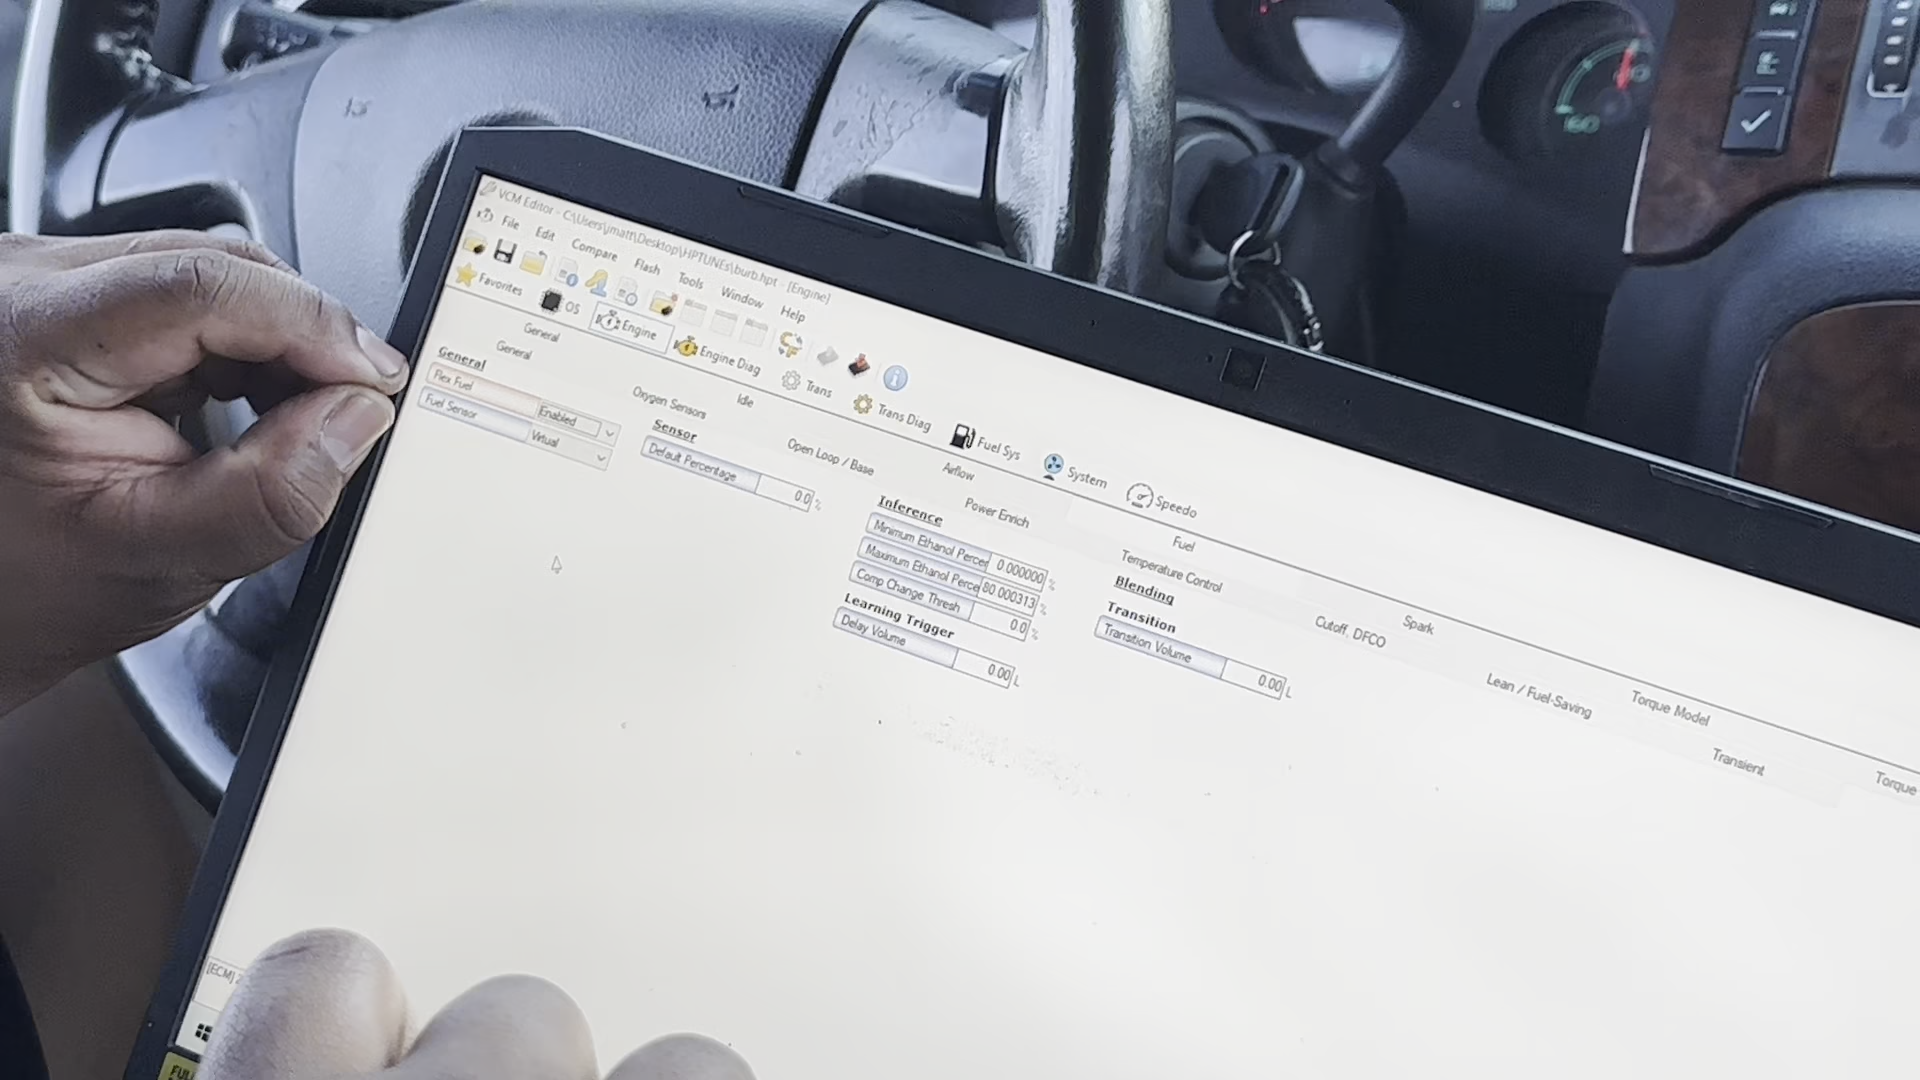 VCM Editor - C:\Users\jmatt\Desktop\HPTUNEs\burb.hpt - [Engine]
File Edit Compare Flash Tools Window Help
Favorites OS Engine Engine Diag Trans Trans Diag Fuel Sys System Speedo
General Idle Airflow Fuel Spark Torque Model Torque
General Oxygen Sensors Open Loop / Base Power Enrich Temperature Control Cutoff, DFCO Lean / Fuel-Saving Transient
General
Flex Fuel Enabled
Fuel Sensor Virtual
Sensor
Default Percentage 0.0 %
Inference
Minimum Ethanol Percer 0.000000 %
Maximum Ethanol Perce 80.000313 %
Comp Change Thresh 0.0 %
Learning Trigger
Delay Volume 0.00 L
Blending
Transition
Transition Volume 0.00 L
[ECM]
FUL
60